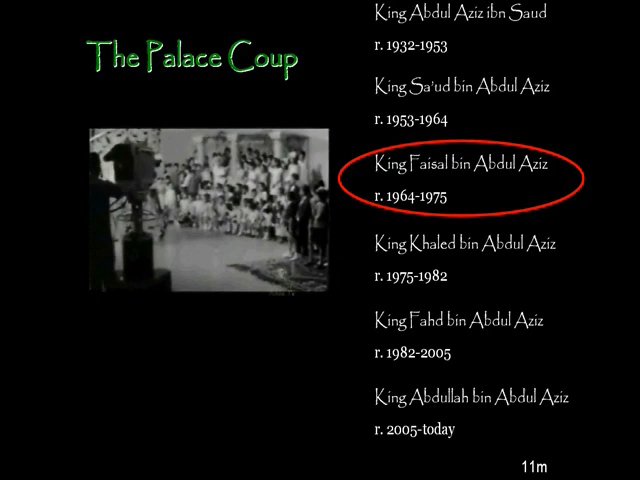 The Palace Coup
King Abdul Aziz ibn Saud
r. 1932-1953
King Sa'ud bin Abdul Aziz
r. 1953-1964
King Faisal bin Abdul Aziz
r. 1964-1975
King Khaled bin Abdul Aziz
r. 1975-1982
King Fahd bin Abdul Aziz
r. 1982-2005
King Abdullah bin Abdul Aziz
r. 2005-today
11m